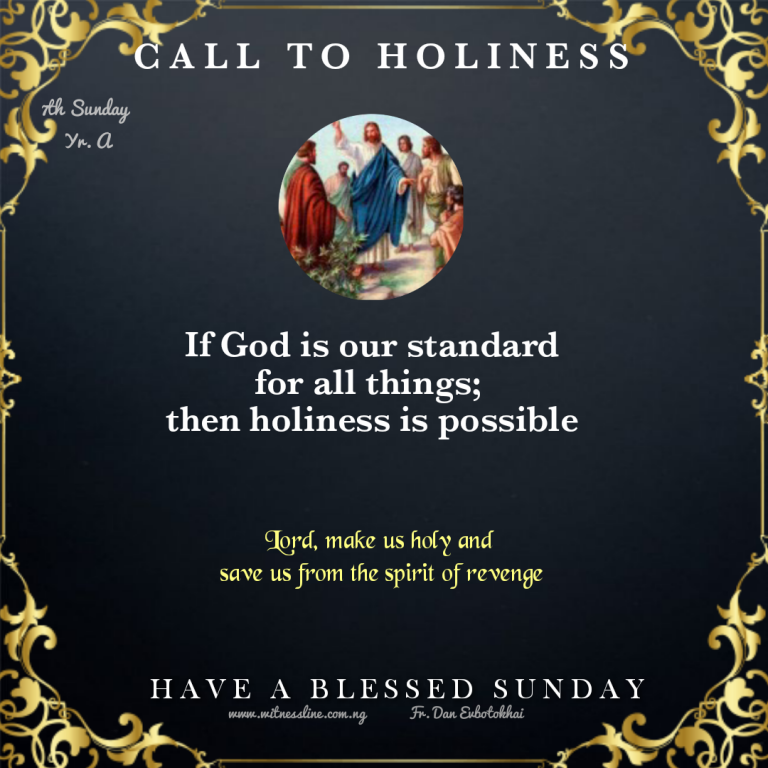 CALL TO HOLINESS
7th Sunday
Yr. A
If God is our standard
for all things;
then holiness is possible
Lord, make us holy and
save us from the spirit of revenge
HAVE A BLESSED SUNDAY
www.witnessline.com.ng Fr. Dan Evbotokhai